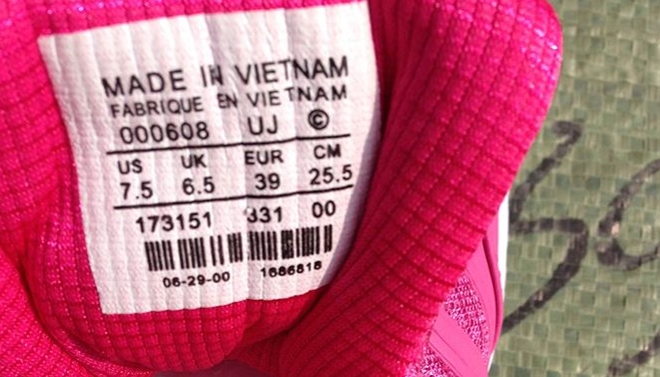 MADE IN VIETNAM
FABRIQUE EN VIETNAM
000608 UJ ©
US UK EUR CM
7.5 6.5 39 25.5
173151 331 00
06-29-00 1686818